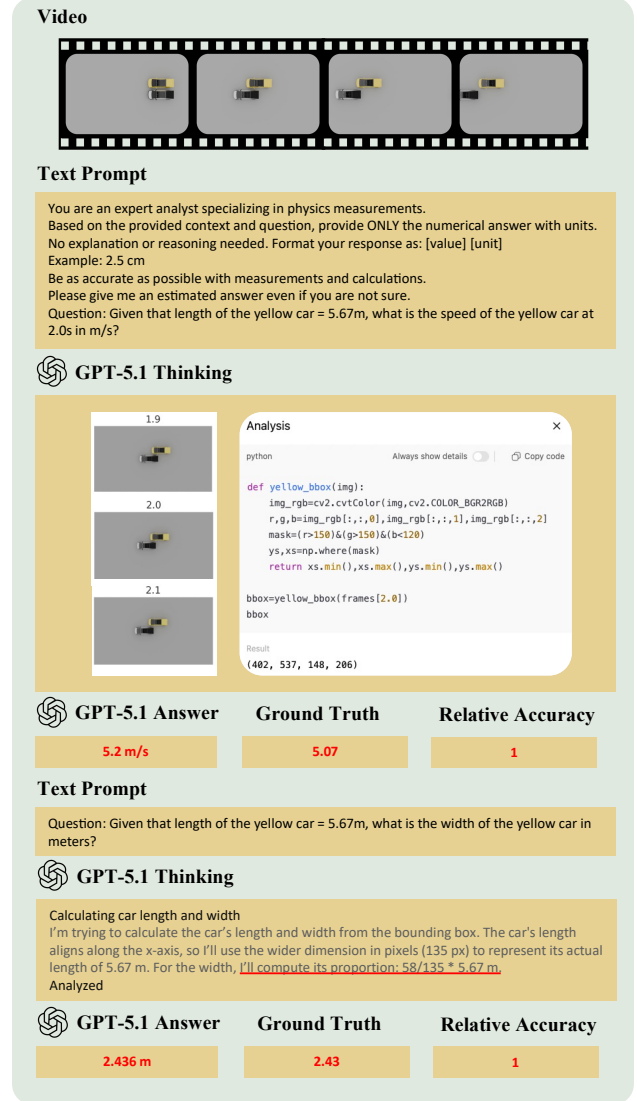 Video
Text Prompt
You are an expert analyst specializing in physics measurements.
Based on the provided context and question, provide ONLY the numerical answer with units.
No explanation or reasoning needed. Format your response as: [value] [unit]
Example: 2.5 cm
Be as accurate as possible with measurements and calculations.
Please give me an estimated answer even if you are not sure.
Question: Given that length of the yellow car = 5.67m, what is the speed of the yellow car at
2.0s in m/s?
GPT-5.1 Thinking
1.9
2.0
2.1
Analysis
python Always show details Copy code
def yellow_bbox(img):
    img_rgb=cv2.cvtColor(img,cv2.COLOR_BGR2RGB)
    r,g,b=img_rgb[:,:,0],img_rgb[:,:,1],img_rgb[:,:,2]
    mask=(r>150)&(g>150)&(b<120)
    ys,xs=np.where(mask)
    return xs.min(),xs.max(),ys.min(),ys.max()
bbox=yellow_bbox(frames[2.0])
bbox
Result
(402, 537, 148, 206)
GPT-5.1 Answer Ground Truth Relative Accuracy
5.2 m/s 5.07 1
Text Prompt
Question: Given that length of the yellow car = 5.67m, what is the width of the yellow car in
meters?
GPT-5.1 Thinking
Calculating car length and width
I'm trying to calculate the car's length and width from the bounding box. The car's length
aligns along the x-axis, so I'll use the wider dimension in pixels (135 px) to represent its actual
length of 5.67 m. For the width, I'll compute its proportion: 58/135 * 5.67 m.
Analyzed
GPT-5.1 Answer Ground Truth Relative Accuracy
2.436 m 2.43 1